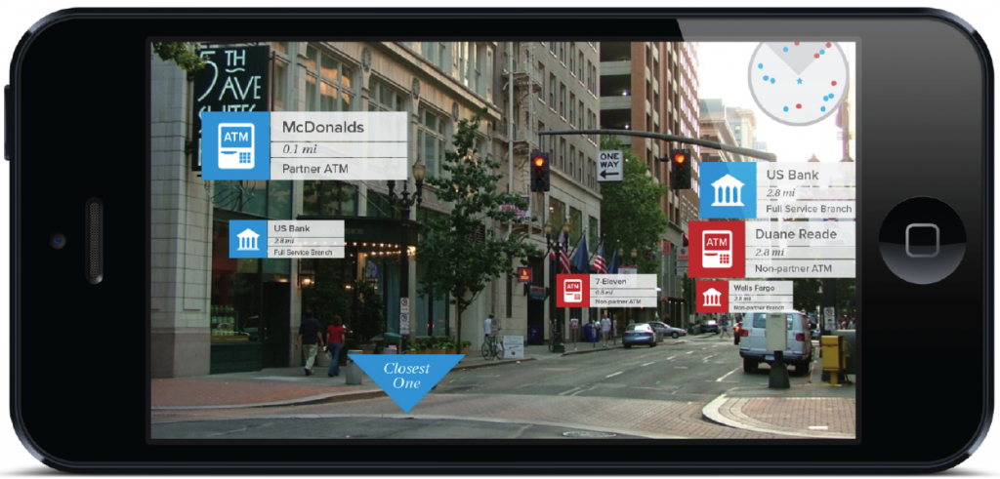 5TH
AVE
SUITES
ATM
McDonalds
0.1 mi
Partner ATM
US Bank
2.8 mi
Full Service Branch
ONE
WAY
7-Eleven
0.8 mi
Non-partner ATM
US Bank
2.8 mi
Full Service Branch
ATM
Duane Reade
2.8 mi
Non-partner ATM
Wells Fargo
2.8 mi
Non-partner Branch
Closest
One